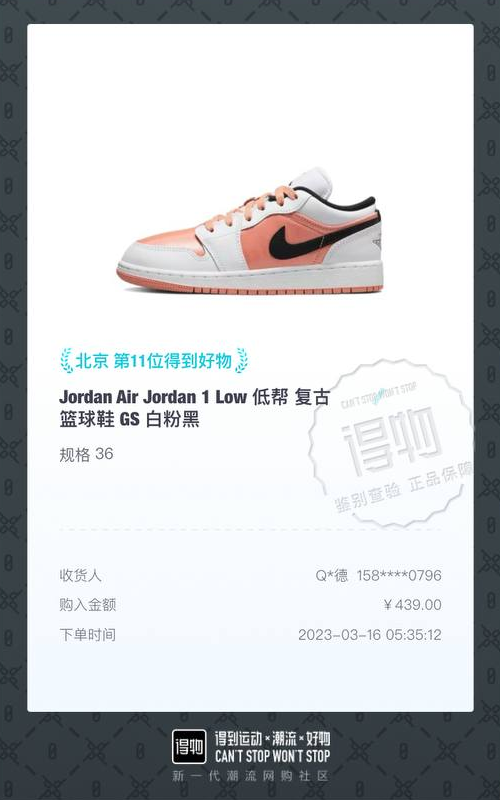 北京 第11位得到好物
Jordan Air Jordan 1 Low 低帮 复古
篮球鞋 GS 白粉黑
规格 36
CAN'T STOP WON'T STOP
得物
鉴别查验 正品保障
收货人 Q*德 158****0796
购入金额 ¥439.00
下单时间 2023-03-16 05:35:12
得物
得到运动×潮流×好物
CAN'T STOP WON'T STOP
新一代潮流网购社区